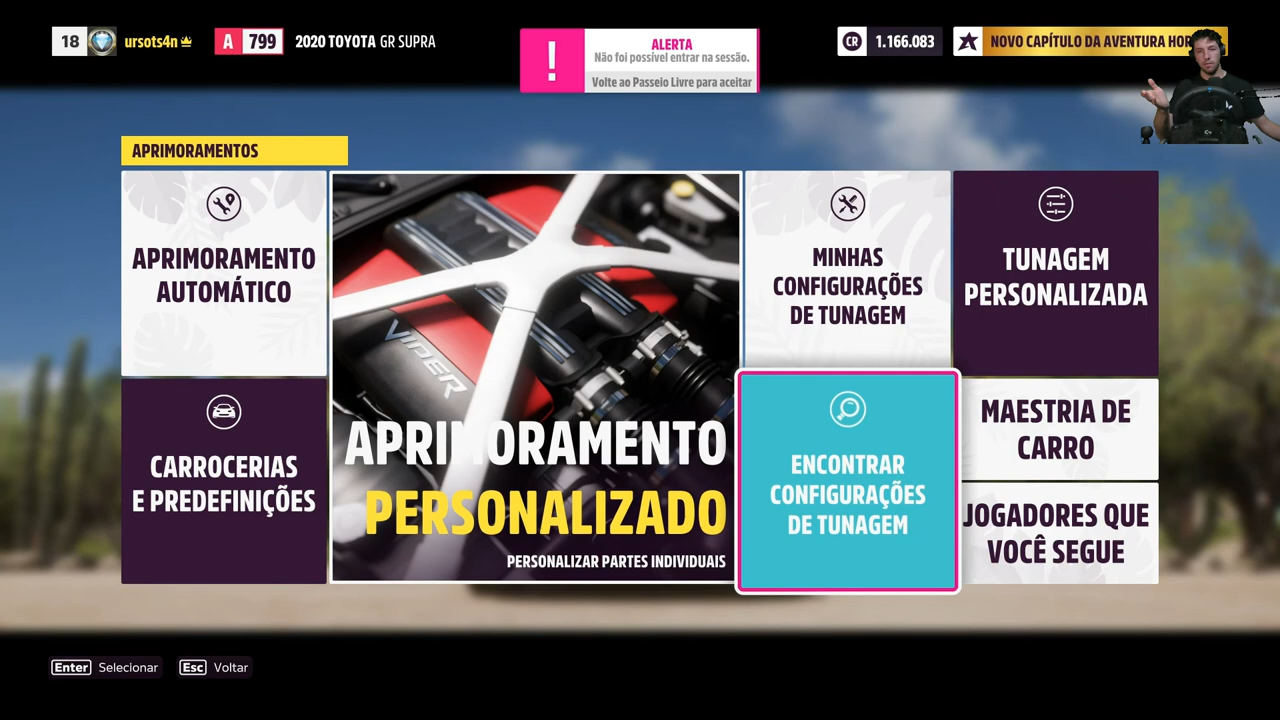 18
ursots4n
A 799
2020 TOYOTA GR SUPRA
!
ALERTA
Não foi possível entrar na sessão.
Volte ao Passeio Livre para aceitar
CR 1.166.083
NOVO CAPÍTULO DA AVENTURA HOR
APRIMORAMENTOS
APRIMORAMENTO
AUTOMÁTICO
CARROCERIAS
E PREDEFINIÇÕES
VIPER
APRIMORAMENTO
PERSONALIZADO
PERSONALIZAR PARTES INDIVIDUAIS
MINHAS
CONFIGURAÇÕES
DE TUNAGEM
ENCONTRAR
CONFIGURAÇÕES
DE TUNAGEM
TUNAGEM
PERSONALIZADA
MAESTRIA DE
CARRO
JOGADORES QUE
VOCÊ SEGUE
Enter Selecionar
Esc Voltar